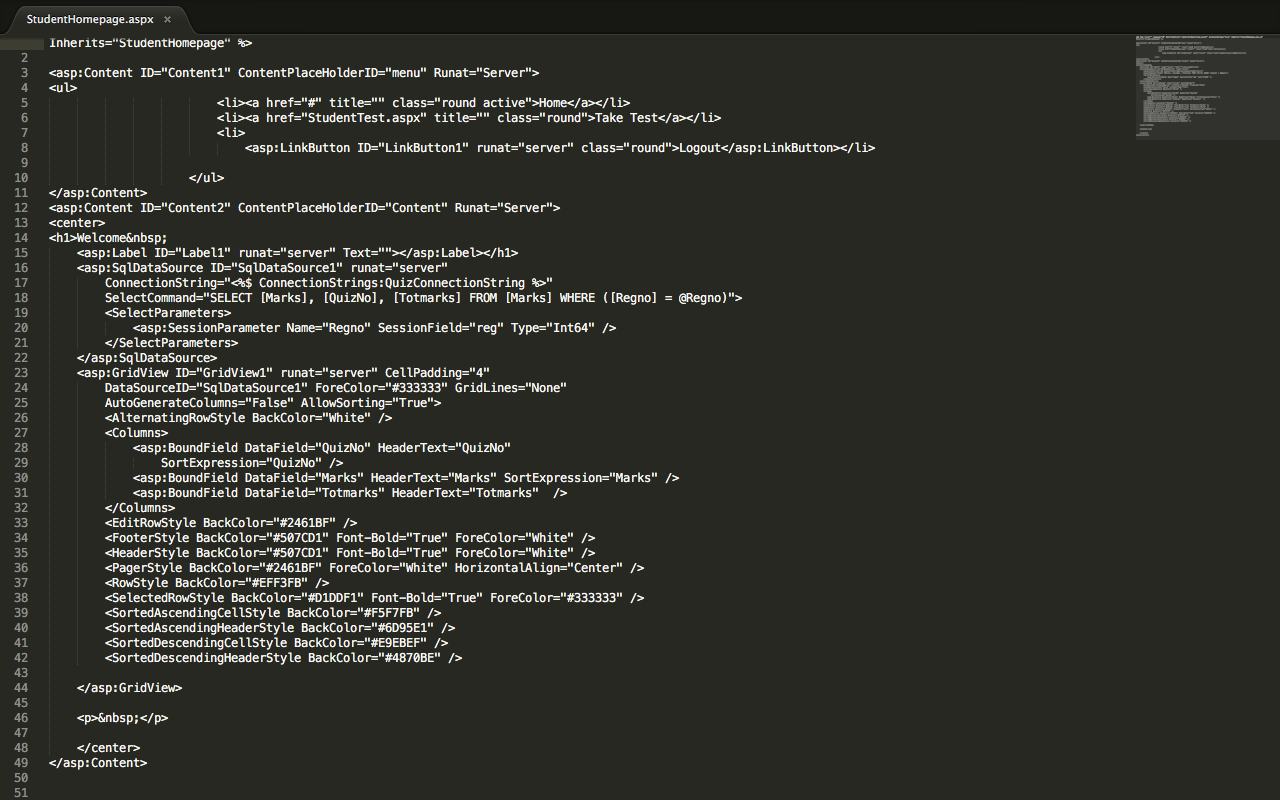 StudentHomepage.aspx ×
Inherits="StudentHomepage" %>
2
3 <asp:Content ID="Content1" ContentPlaceHolderID="menu" Runat="Server">
4 <ul>
5 <li><a href="#" title="" class="round active">Home</a></li>
6 <li><a href="StudentTest.aspx" title="" class="round">Take Test</a></li>
7 <li>
8 <asp:LinkButton ID="LinkButton1" runat="server" class="round">Logout</asp:LinkButton></li>
9
10 </ul>
11 </asp:Content>
12 <asp:Content ID="Content2" ContentPlaceHolderID="Content" Runat="Server">
13 <center>
14 <h1>Welcome&nbsp;
15 <asp:Label ID="Label1" runat="server" Text=""></asp:Label></h1>
16 <asp:SqlDataSource ID="SqlDataSource1" runat="server"
17 ConnectionString="<%$ ConnectionStrings:QuizConnectionString %>"
18 SelectCommand="SELECT [Marks], [QuizNo], [Totmarks] FROM [Marks] WHERE ([Regno] = @Regno)">
19 <SelectParameters>
20 <asp:SessionParameter Name="Regno" SessionField="reg" Type="Int64" />
21 </SelectParameters>
22 </asp:SqlDataSource>
23 <asp:GridView ID="GridView1" runat="server" CellPadding="4"
24 DataSourceID="SqlDataSource1" ForeColor="#333333" GridLines="None"
25 AutoGenerateColumns="False" AllowSorting="True">
26 <AlternatingRowStyle BackColor="White" />
27 <Columns>
28 <asp:BoundField DataField="QuizNo" HeaderText="QuizNo"
29 SortExpression="QuizNo" />
30 <asp:BoundField DataField="Marks" HeaderText="Marks" SortExpression="Marks" />
31 <asp:BoundField DataField="Totmarks" HeaderText="Totmarks"  />
32 </Columns>
33 <EditRowStyle BackColor="#2461BF" />
34 <FooterStyle BackColor="#507CD1" Font-Bold="True" ForeColor="White" />
35 <HeaderStyle BackColor="#507CD1" Font-Bold="True" ForeColor="White" />
36 <PagerStyle BackColor="#2461BF" ForeColor="White" HorizontalAlign="Center" />
37 <RowStyle BackColor="#EFF3FB" />
38 <SelectedRowStyle BackColor="#D1DDF1" Font-Bold="True" ForeColor="#333333" />
39 <SortedAscendingCellStyle BackColor="#F5F7FB" />
40 <SortedAscendingHeaderStyle BackColor="#6D95E1" />
41 <SortedDescendingCellStyle BackColor="#E9EBEF" />
42 <SortedDescendingHeaderStyle BackColor="#4870BE" />
43
44 </asp:GridView>
45
46 <p>&nbsp;</p>
47
48 </center>
49 </asp:Content>
50
51